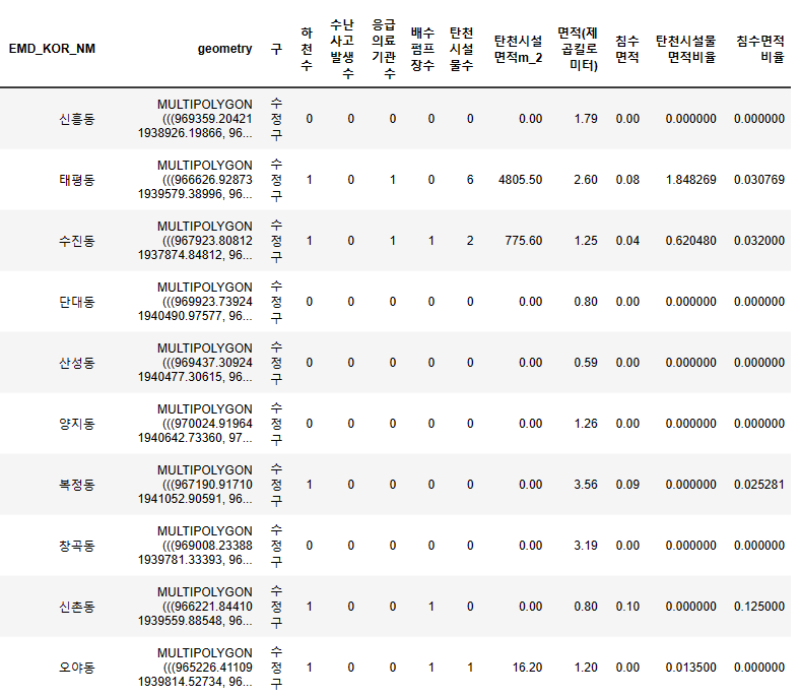 EMD_KOR_NM geometry 구 하천수 수난사고발생수 응급의료기관수 배수펌프장수 탄천시설물수 탄천시설면적m_2 면적(제곱킬로미터) 침수면적 탄천시설물면적비율 침수면적비율
신흥동 MULTIPOLYGON (((969359.20421 1938926.19866, 96... 수정구 0 0 0 0 0 0.00 1.79 0.00 0.000000 0.000000
태평동 MULTIPOLYGON (((966626.92873 1939579.38996, 96... 수정구 1 0 1 0 6 4805.50 2.60 0.08 1.848269 0.030769
수진동 MULTIPOLYGON (((967923.80812 1937874.84812, 96... 수정구 1 0 1 1 2 775.60 1.25 0.04 0.620480 0.032000
단대동 MULTIPOLYGON (((969923.73924 1940490.97577, 96... 수정구 0 0 0 0 0 0.00 0.80 0.00 0.000000 0.000000
산성동 MULTIPOLYGON (((969437.30924 1940477.30615, 96... 수정구 0 0 0 0 0 0.00 0.59 0.00 0.000000 0.000000
양지동 MULTIPOLYGON (((970024.91964 1940642.73360, 97... 수정구 0 0 0 0 0 0.00 1.26 0.00 0.000000 0.000000
복정동 MULTIPOLYGON (((967190.91710 1941052.90591, 96... 수정구 1 0 0 0 0 0.00 3.56 0.09 0.000000 0.025281
창곡동 MULTIPOLYGON (((969008.23388 1939781.33393, 96... 수정구 0 0 0 0 0 0.00 3.19 0.00 0.000000 0.000000
신촌동 MULTIPOLYGON (((966221.84410 1939559.88548, 96... 수정구 1 0 0 1 0 0.00 0.80 0.10 0.000000 0.125000
오야동 MULTIPOLYGON (((965226.41109 1939814.52734, 96... 수정구 1 0 0 1 1 16.20 1.20 0.00 0.013500 0.000000